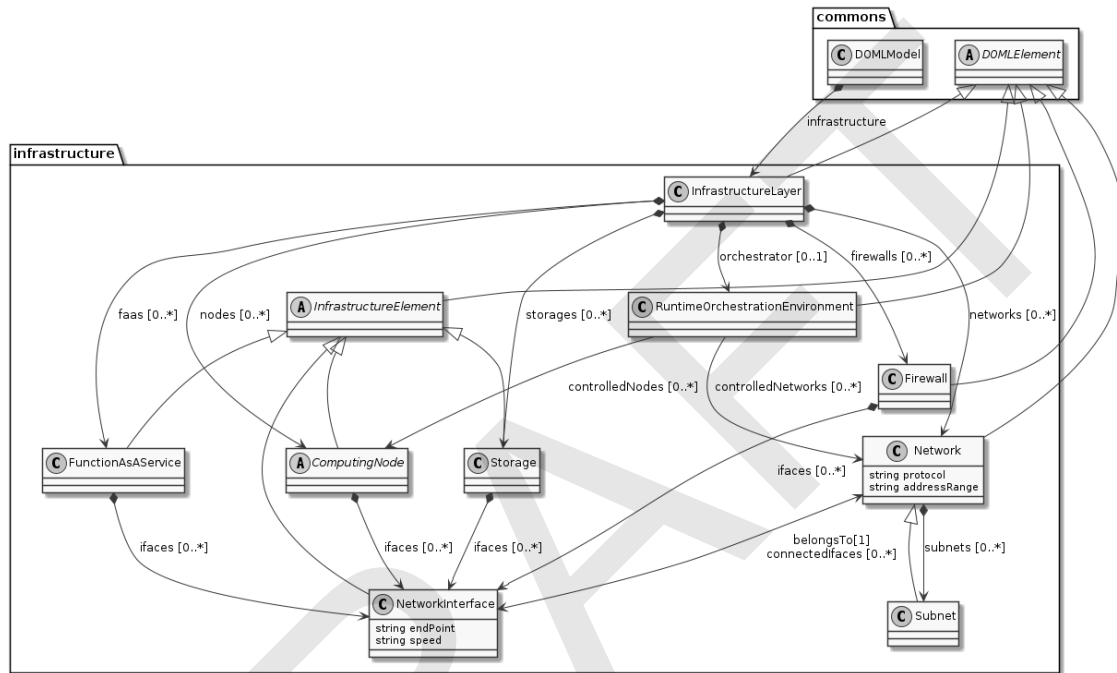 commons
C DOMLModel
A DOMLElement
infrastructure
infrastructure
C InfrastructureLayer
orchestrator [0..1]
firewalls [0..*]
A InfrastructureElement
C RuntimeOrchestrationEnvironment
faas [0..*]
nodes [0..*]
storages [0..*]
networks [0..*]
C Firewall
controlledNodes [0..*]
controlledNetworks [0..*]
C FunctionAsAService
A ComputingNode
C Storage
C Network
string protocol
string addressRange
ifaces [0..*]
ifaces [0..*]
ifaces [0..*]
ifaces [0..*]
belongsTo[1]
connectedIfaces [0..*]
subnets [0..*]
C NetworkInterface
string endPoint
string speed
C Subnet
DRAFT